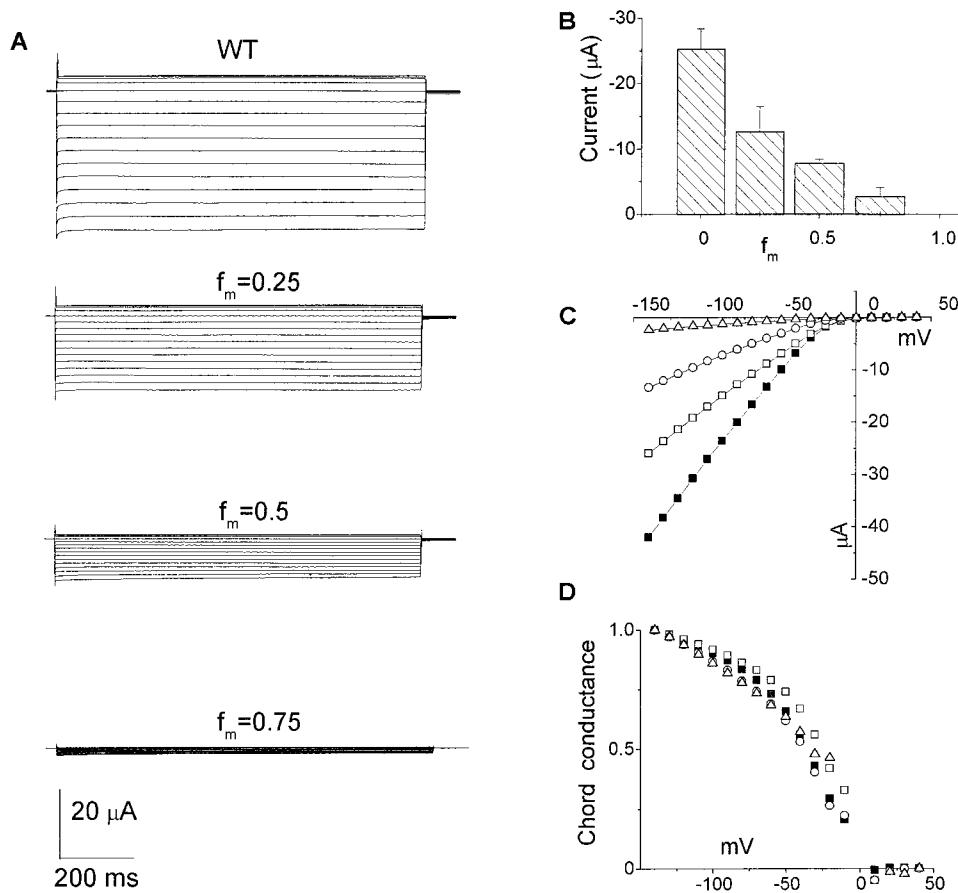 A
WT
f_m=0.25
f_m=0.5
f_m=0.75
20 μA
200 ms
B
Current ( μA)
-30
-20
-10
0
0
0.5
1.0
f_m
C
-150
-100
-50
0
50
mV
-10
-20
-30
-40
-50
μA
D
Chord conductance
1.0
0.5
0
mV
-100
-50
0
50